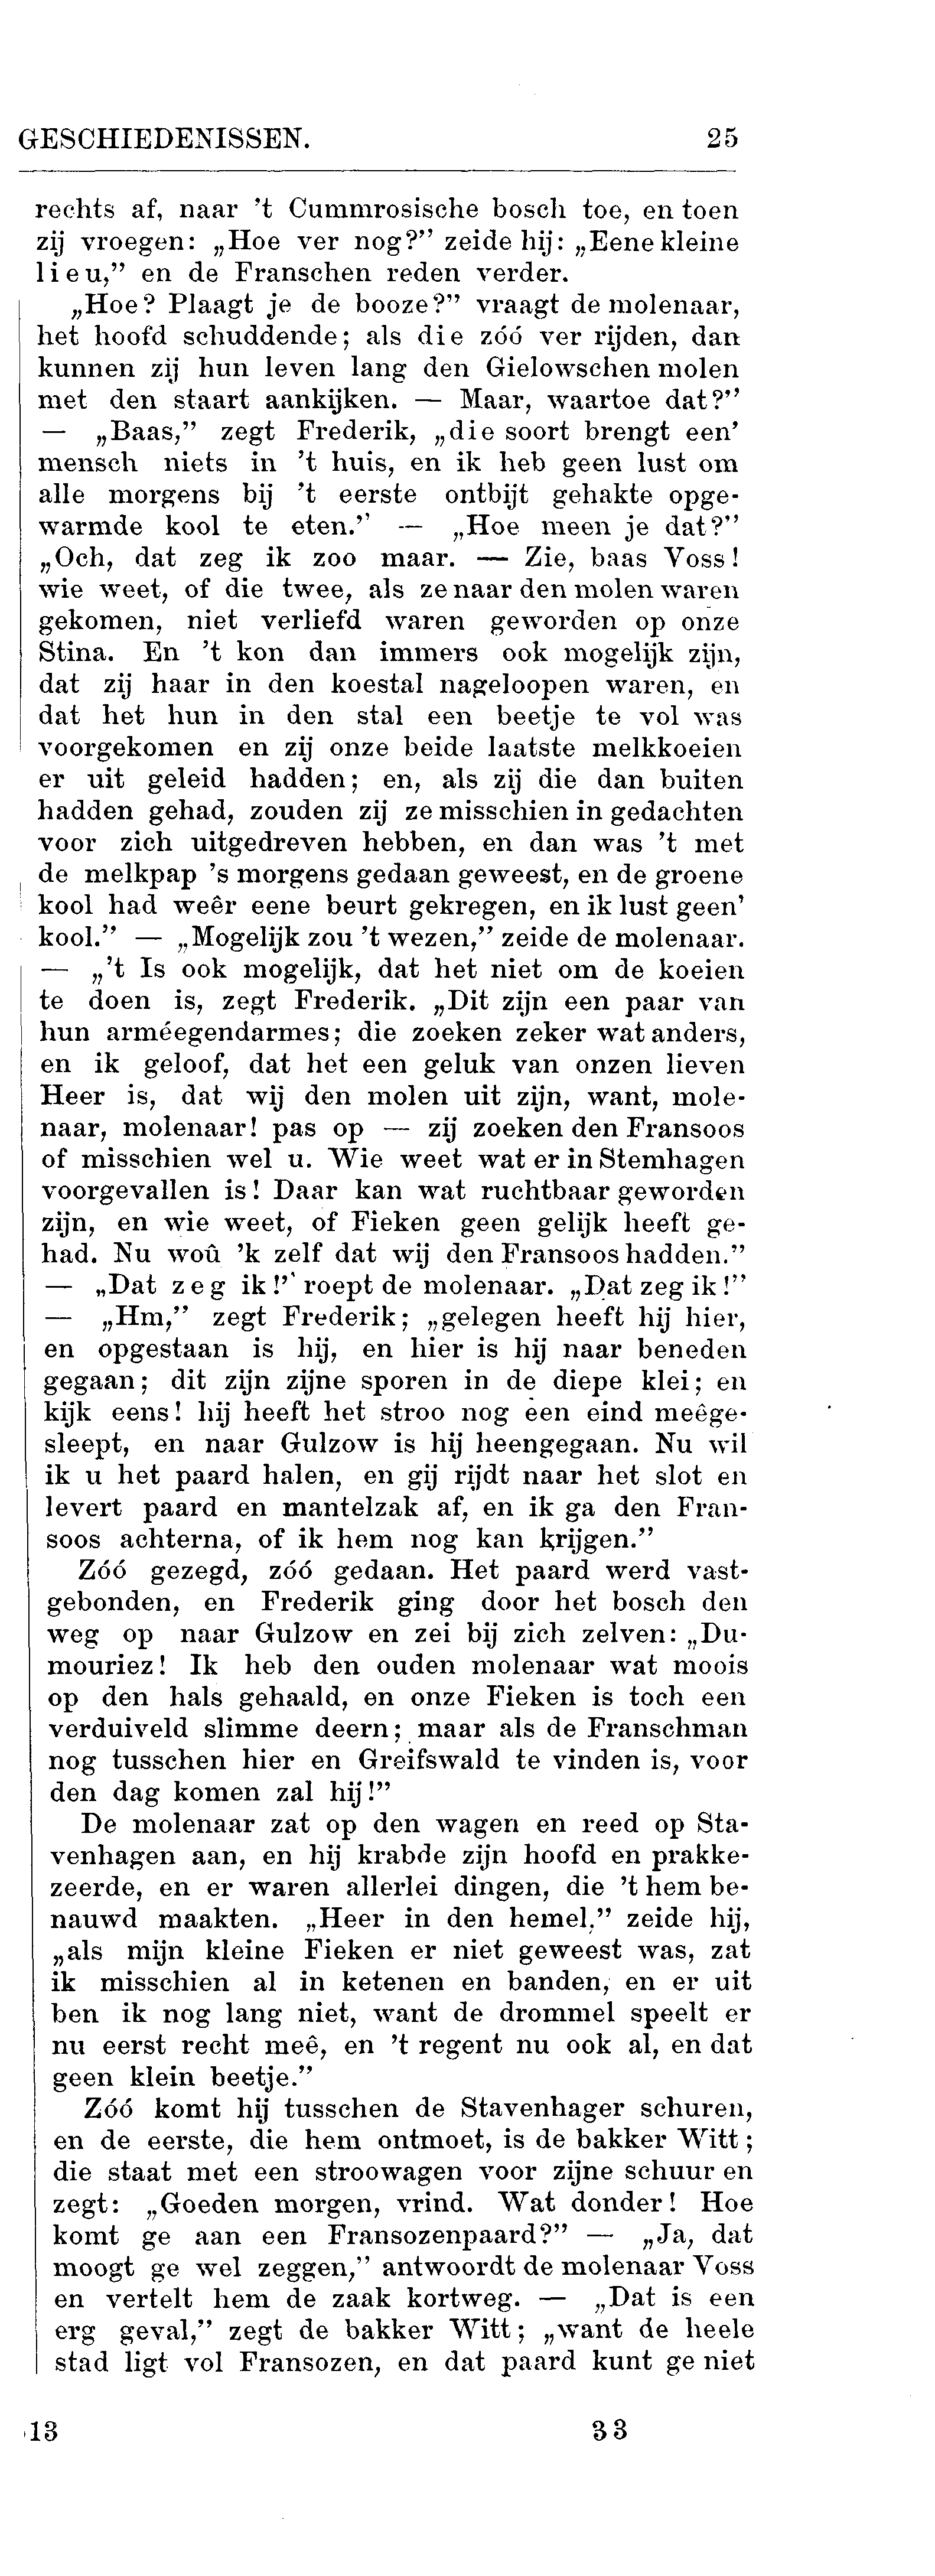 GESCHIEDENISSEN. 25
rechts af, naar 't Cummrosische bosch toe, en toen
zij vroegen: „Hoe ver nog?” zeide hij: „Eene kleine
lieu,” en de Franschen reden verder.
„Hoe? Plaagt je de booze?” vraagt de molenaar,
het hoofd schuddende; als die zóó ver rijden, dan
kunnen zij hun leven lang den Gielowschen molen
met den staart aankijken. — Maar, waartoe dat?”
— „Baas,” zegt Frederik, „die soort brengt een'
mensch niets in 't huis, en ik heb geen lust om
alle morgens bij 't eerste ontbijt gehakte opge-
warmde kool te eten.” — „Hoe meen je dat?”
„Och, dat zeg ik zoo maar. — Zie, baas Voss!
wie weet, of die twee, als ze naar den molen waren
gekomen, niet verliefd waren geworden op onze
Stina. En 't kon dan immers ook mogelijk zijn,
dat zij haar in den koestal nageloopen waren, en
dat het hun in den stal een beetje te vol was
voorgekomen en zij onze beide laatste melkkoeien
er uit geleid hadden; en, als zij die dan buiten
hadden gehad, zouden zij ze misschien in gedachten
voor zich uitgedreven hebben, en dan was 't met
de melkpap 's morgens gedaan geweest, en de groene
kool had weêr eene beurt gekregen, en ik lust geen'
kool.” — „Mogelijk zou 't wezen,” zeide de molenaar.
— „'t Is ook mogelijk, dat het niet om de koeien
te doen is, zegt Frederik. „Dit zijn een paar van
hun arméegendarmes; die zoeken zeker wat anders,
en ik geloof, dat het een geluk van onzen lieven
Heer is, dat wij den molen uit zijn, want, mole-
naar, molenaar! pas op — zij zoeken den Fransoos
of misschien wel u. Wie weet wat er in Stemhagen
voorgevallen is! Daar kan wat ruchtbaar geworden
zijn, en wie weet, of Fieken geen gelijk heeft ge-
had. Nu woû 'k zelf dat wij den Fransoos hadden.”
— „Dat zeg ik!” roept de molenaar. „Dat zeg ik!”
— „Hm,” zegt Frederik; „gelegen heeft hij hier,
en opgestaan is hij, en hier is hij naar beneden
gegaan; dit zijn zijne sporen in de diepe klei; en
kijk eens! hij heeft het stroo nog een eind meêge-
sleept, en naar Gulzow is hij heengegaan. Nu wil
ik u het paard halen, en gij rijdt naar het slot en
levert paard en mantelzak af, en ik ga den Fran-
soos achterna, of ik hem nog kan krijgen.”
Zóó gezegd, zóó gedaan. Het paard werd vast-
gebonden, en Frederik ging door het bosch den
weg op naar Gulzow en zei bij zich zelven: „Du-
mouriez! Ik heb den ouden molenaar wat moois
op den hals gehaald, en onze Fieken is toch een
verduiveld slimme deern; maar als de Franschman
nog tusschen hier en Greifswald te vinden is, voor
den dag komen zal hij!”
De molenaar zat op den wagen en reed op Sta-
venhagen aan, en hij krabde zijn hoofd en prakke-
zeerde, en er waren allerlei dingen, die 't hem be-
nauwd maakten. „Heer in den hemel,” zeide hij,
„als mijn kleine Fieken er niet geweest was, zat
ik misschien al in ketenen en banden, en er uit
ben ik nog lang niet, want de drommel speelt er
nu eerst recht meê, en 't regent nu ook al, en dat
geen klein beetje.”
Zóó komt hij tusschen de Stavenhager schuren,
en de eerste, die hem ontmoet, is de bakker Witt;
die staat met een stroowagen voor zijne schuur en
zegt: „Goeden morgen, vrind. Wat donder! Hoe
komt ge aan een Fransozenpaard?” — „Ja, dat
moogt ge wel zeggen,” antwoordt de molenaar Voss
en vertelt hem de zaak kortweg. — „Dat is een
erg geval,” zegt de bakker Witt; „want de heele
stad ligt vol Fransozen, en dat paard kunt ge niet
13 33